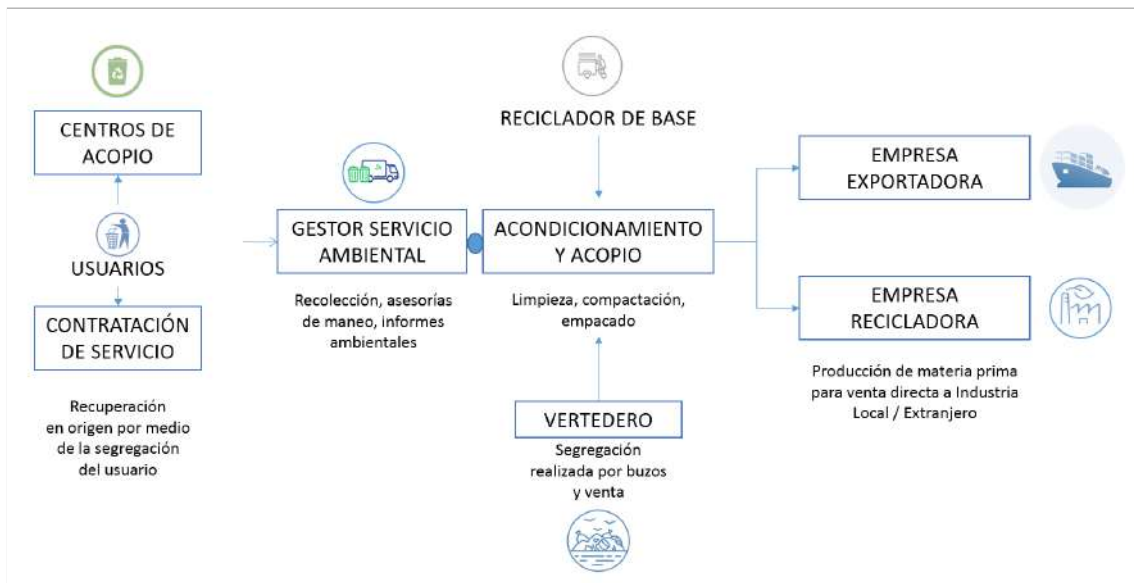 CENTROS DE
ACOPIO
USUARIOS
CONTRATACIÓN
DE SERVICIO
Recuperación
en origen por medio
de la segregación
del usuario
GESTOR SERVICIO
AMBIENTAL
Recolección, asesorías
de maneo, informes
ambientales
RECICLADOR DE BASE
ACONDICIONAMIENTO
Y ACOPIO
Limpieza, compactación,
empacado
VERTEDERO
Segregación
realizada por buzos
y venta
EMPRESA
EXPORTADORA
EMPRESA
RECICLADORA
Producción de materia prima
para venta directa a Industria
Local / Extranjero